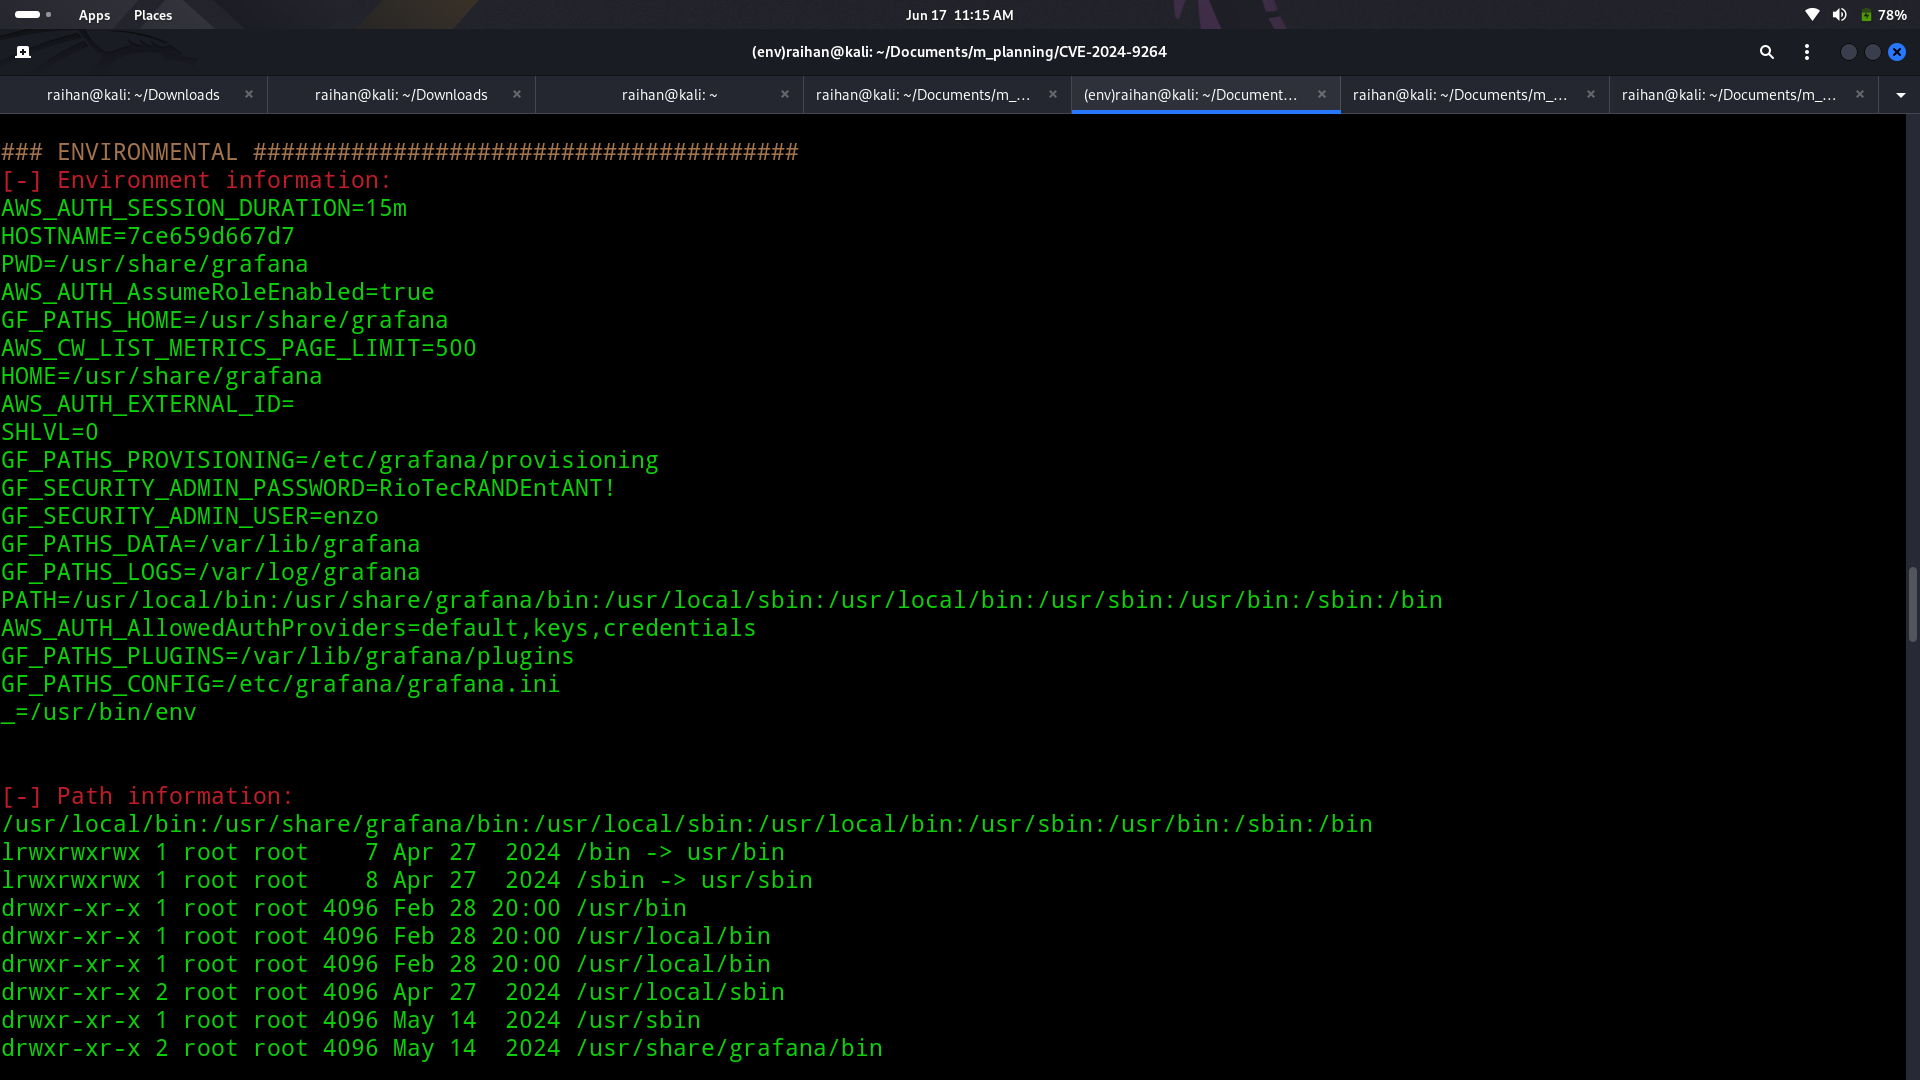 Apps Places Jun 17 11:15 AM 78%
(env)raihan@kali: ~/Documents/m_planning/CVE-2024-9264
raihan@kali: ~/Downloads × raihan@kali: ~/Downloads × raihan@kali: ~ × raihan@kali: ~/Documents/m_... × (env)raihan@kali: ~/Document... × raihan@kali: ~/Documents/m_... × raihan@kali: ~/Documents/m_... ×
### ENVIRONMENTAL #######################################
[-] Environment information:
AWS_AUTH_SESSION_DURATION=15m
HOSTNAME=7ce659d667d7
PWD=/usr/share/grafana
AWS_AUTH_AssumeRoleEnabled=true
GF_PATHS_HOME=/usr/share/grafana
AWS_CW_LIST_METRICS_PAGE_LIMIT=500
HOME=/usr/share/grafana
AWS_AUTH_EXTERNAL_ID=
SHLVL=0
GF_PATHS_PROVISIONING=/etc/grafana/provisioning
GF_SECURITY_ADMIN_PASSWORD=RioTecRANDEntANT!
GF_SECURITY_ADMIN_USER=enzo
GF_PATHS_DATA=/var/lib/grafana
GF_PATHS_LOGS=/var/log/grafana
PATH=/usr/local/bin:/usr/share/grafana/bin:/usr/local/sbin:/usr/local/bin:/usr/sbin:/usr/bin:/sbin:/bin
AWS_AUTH_AllowedAuthProviders=default,keys,credentials
GF_PATHS_PLUGINS=/var/lib/grafana/plugins
GF_PATHS_CONFIG=/etc/grafana/grafana.ini
_=/usr/bin/env
[-] Path information:
/usr/local/bin:/usr/share/grafana/bin:/usr/local/sbin:/usr/local/bin:/usr/sbin:/usr/bin:/sbin:/bin
lrwxrwxrwx 1 root root    7 Apr 27  2024 /bin -> usr/bin
lrwxrwxrwx 1 root root    8 Apr 27  2024 /sbin -> usr/sbin
drwxr-xr-x 1 root root 4096 Feb 28 20:00 /usr/bin
drwxr-xr-x 1 root root 4096 Feb 28 20:00 /usr/local/bin
drwxr-xr-x 1 root root 4096 Feb 28 20:00 /usr/local/bin
drwxr-xr-x 2 root root 4096 Apr 27  2024 /usr/local/sbin
drwxr-xr-x 1 root root 4096 May 14  2024 /usr/sbin
drwxr-xr-x 2 root root 4096 May 14  2024 /usr/share/grafana/bin